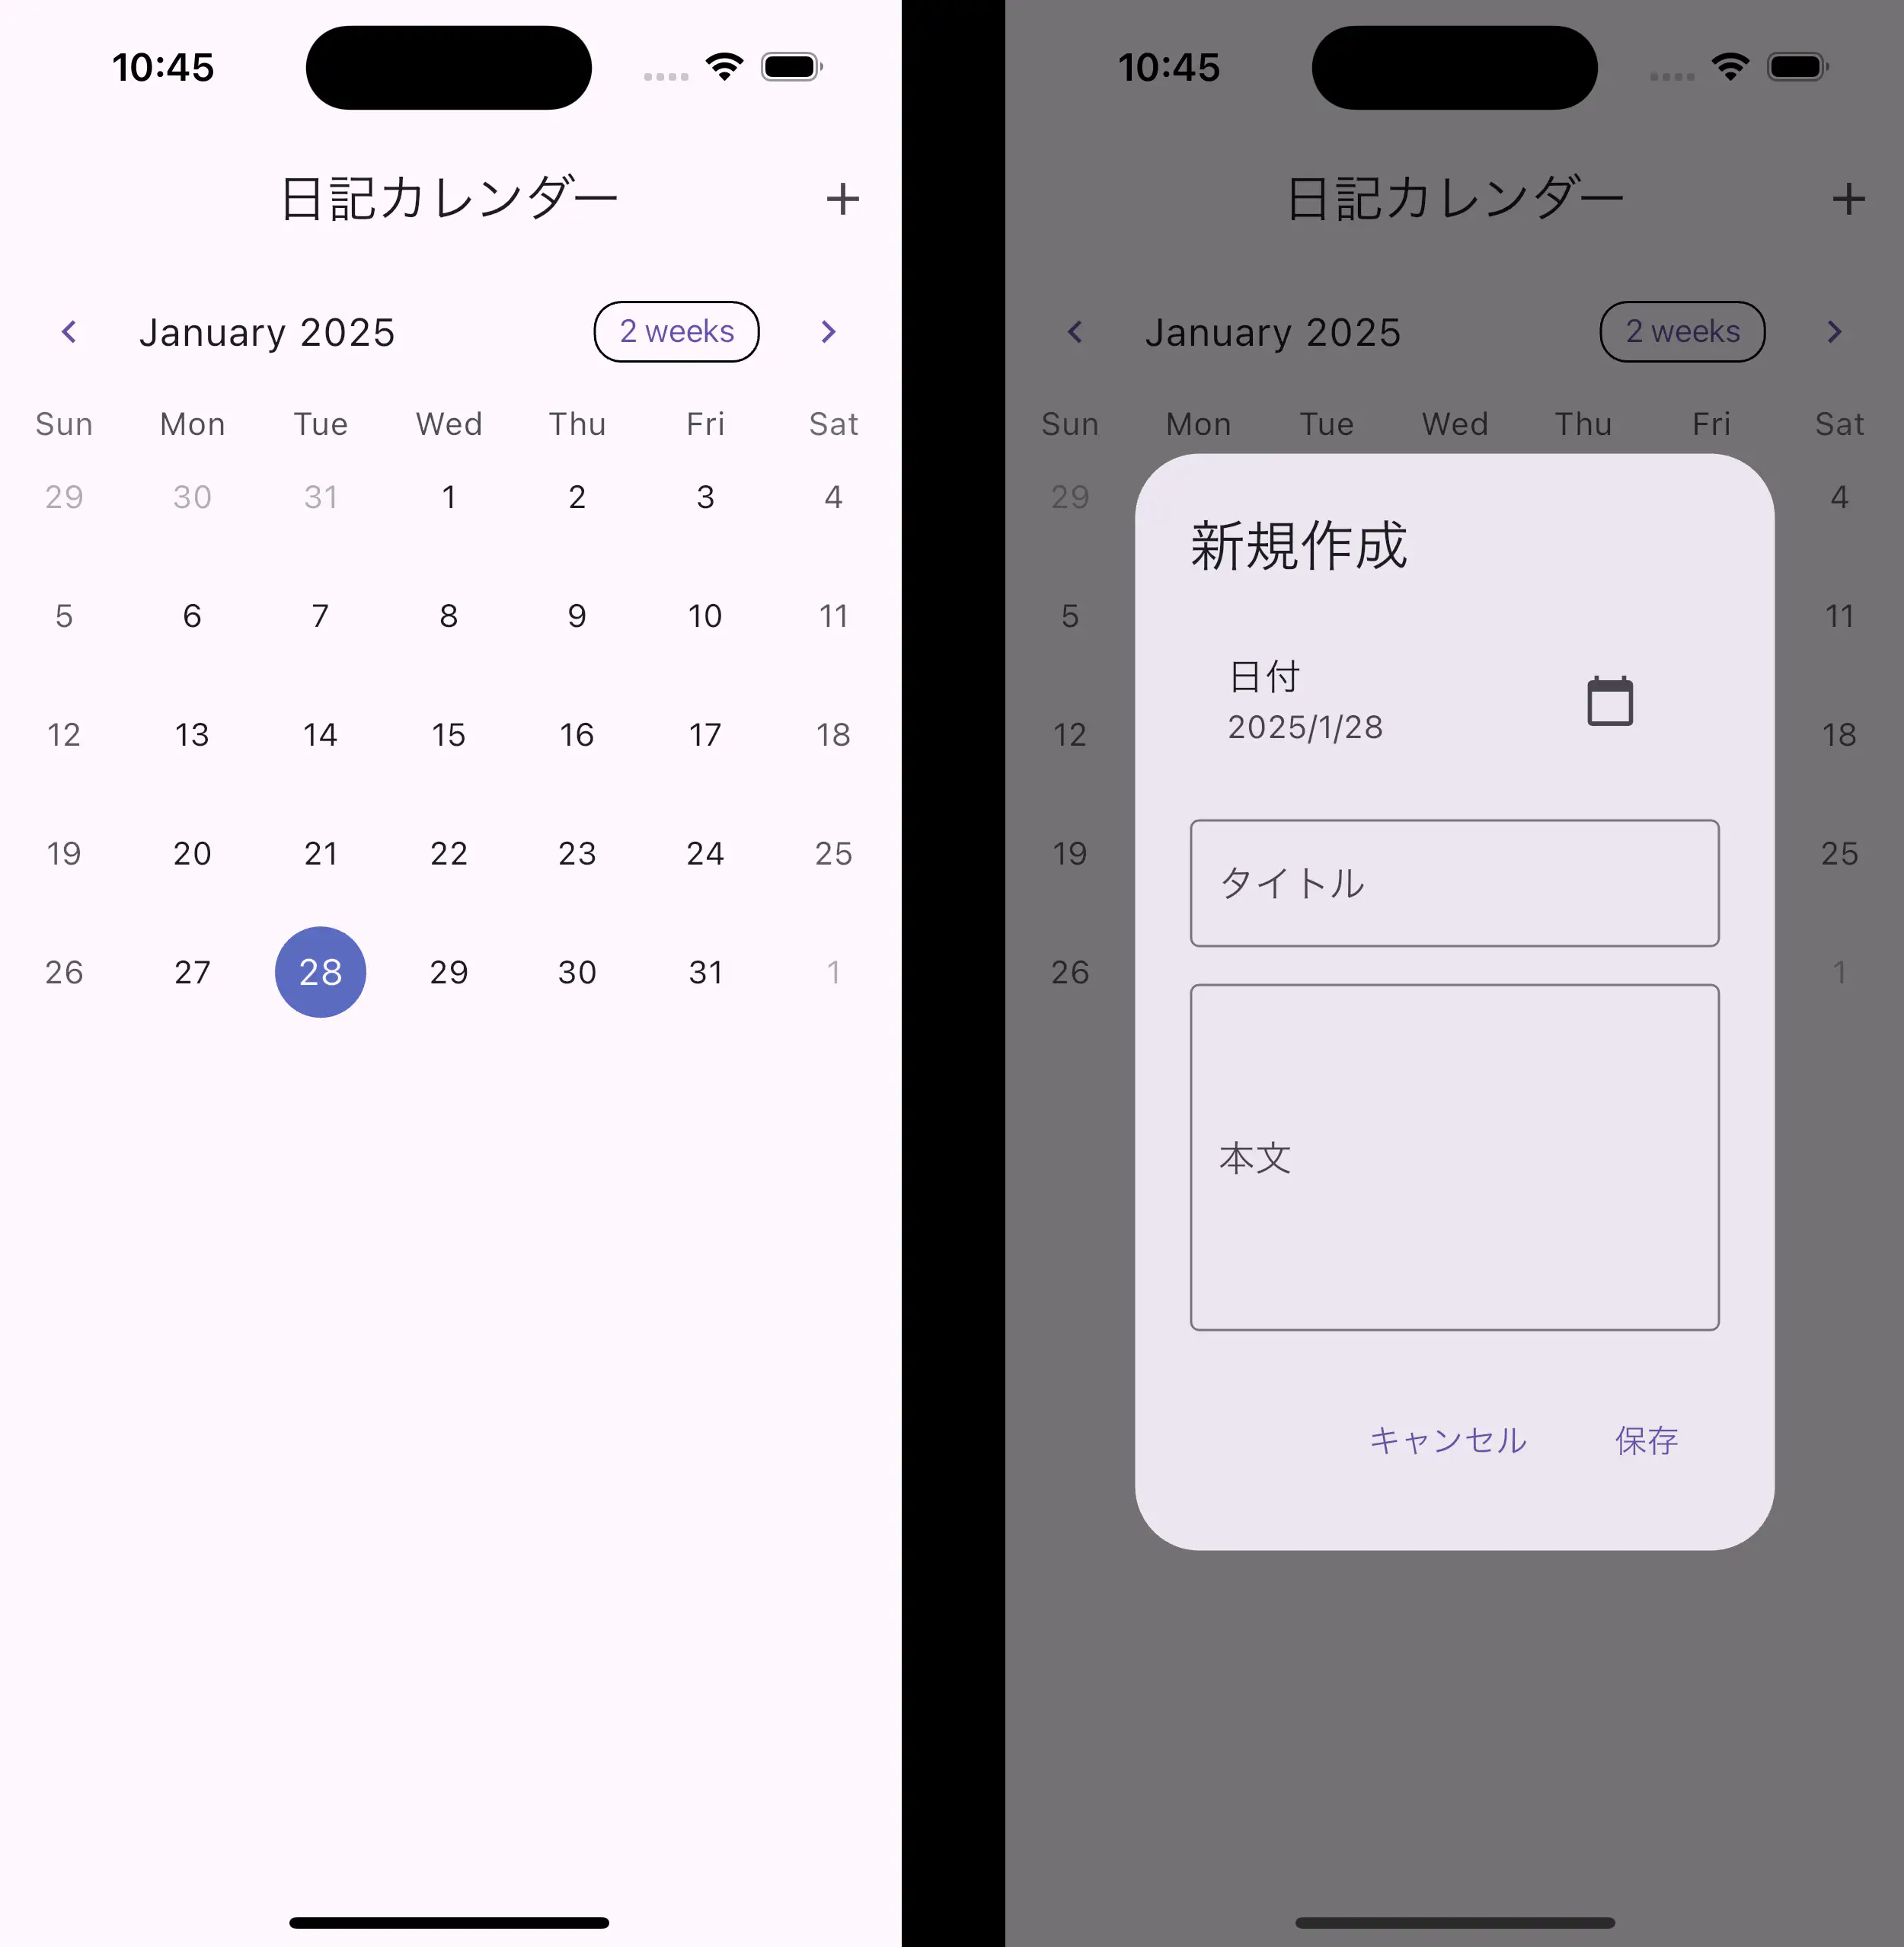 10:45
日記カレンダー +
January 2025 2 weeks
Sun Mon Tue Wed Thu Fri Sat
29 30 31 1 2 3 4
5 6 7 8 9 10 11
12 13 14 15 16 17 18
19 20 21 22 23 24 25
26 27 28 29 30 31 1
10:45
日記カレンダー +
January 2025 2 weeks
Sun Mon Tue Wed Thu Fri Sat
29 4
5 11
12 18
19 25
26 1
新規作成
日付
2025/1/28
タイトル
本文
キャンセル 保存